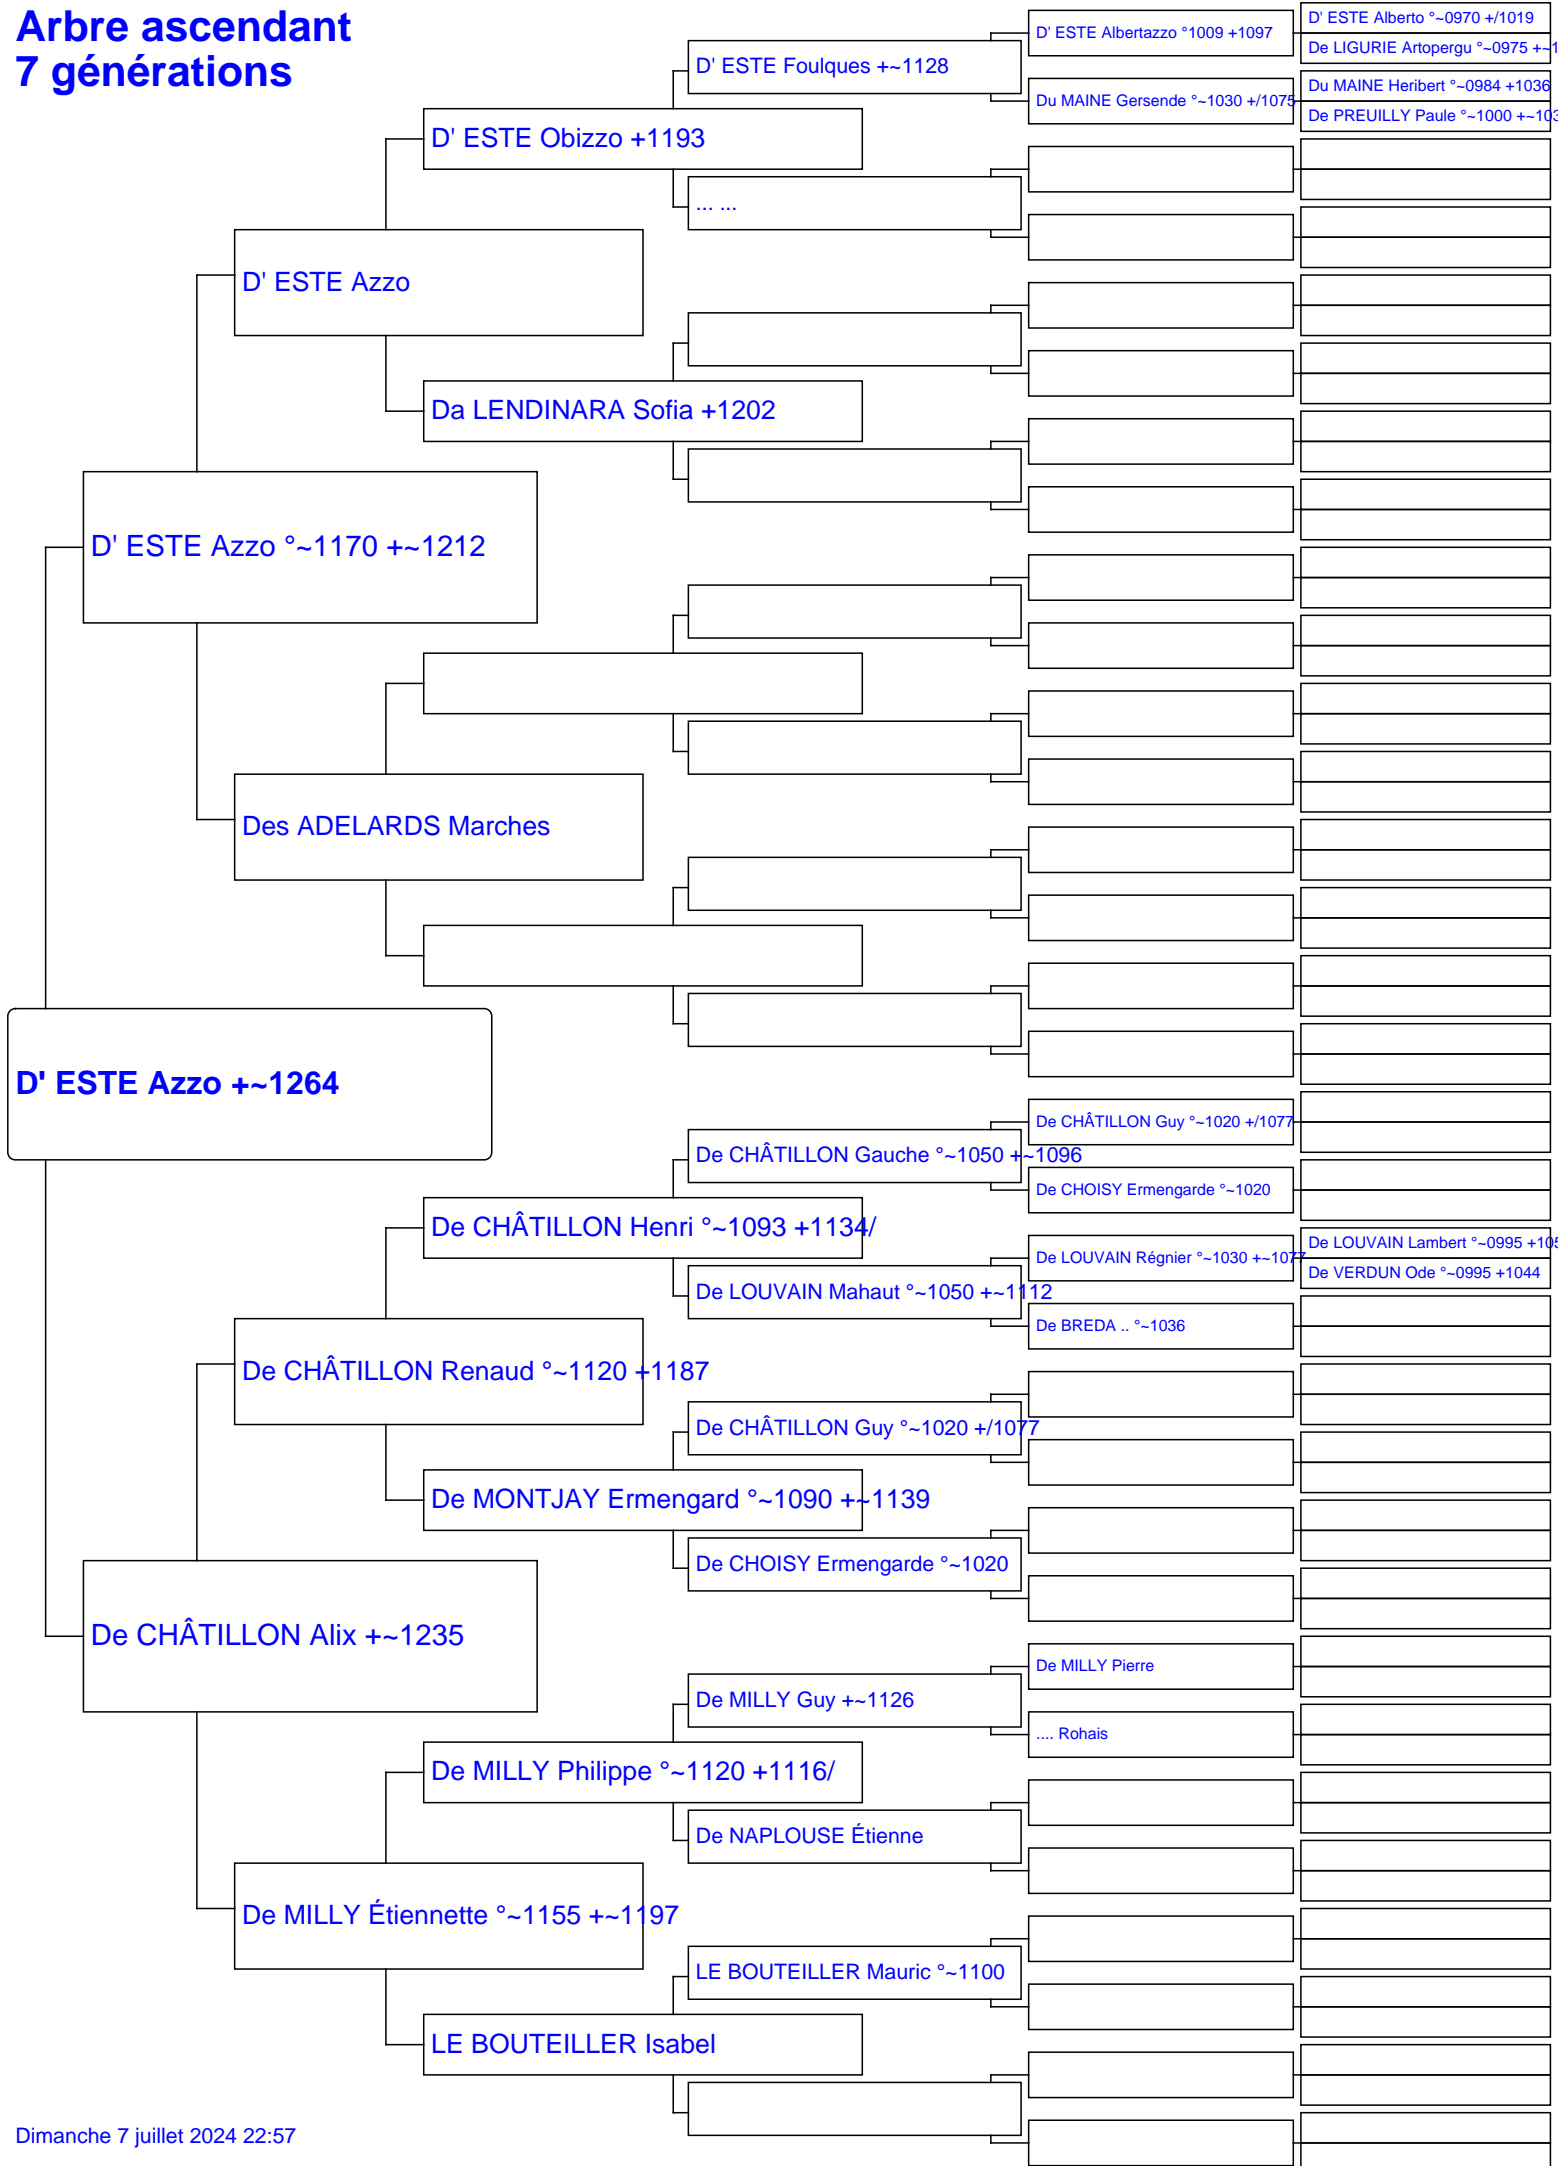 Arbre ascendant
7 générations
D' ESTE Alberto °~0970 +/1019
D' ESTE Albertazzo °1009 +1097
De LIGURIE Artopergu °~0975 +~1
D' ESTE Foulques +~1128
Du MAINE Heribert °~0984 +1036
Du MAINE Gersende °~1030 +/1075
De PREUILLY Paule °~1000 +~103
D' ESTE Obizzo +1193
... ...
D' ESTE Azzo
Da LENDINARA Sofia +1202
D' ESTE Azzo °~1170 +~1212
Des ADELARDS Marches
D' ESTE Azzo +~1264
De CHÂTILLON Guy °~1020 +/1077
De CHÂTILLON Gauche °~1050 +~1096
De CHOISY Ermengarde °~1020
De CHÂTILLON Henri °~1093 +1134/
De LOUVAIN Lambert °~0995 +105
De LOUVAIN Régnier °~1030 +~1077
De VERDUN Ode °~0995 +1044
De LOUVAIN Mahaut °~1050 +~1112
De BREDA .. °~1036
De CHÂTILLON Renaud °~1120 +1187
De CHÂTILLON Guy °~1020 +/1077
De MONTJAY Ermengard °~1090 +~1139
De CHOISY Ermengarde °~1020
De CHÂTILLON Alix +~1235
De MILLY Pierre
De MILLY Guy +~1126
.... Rohais
De MILLY Philippe °~1120 +1116/
De NAPLOUSE Étienne
De MILLY Étiennette °~1155 +~1197
LE BOUTEILLER Mauric °~1100
LE BOUTEILLER Isabel
Dimanche 7 juillet 2024 22:57